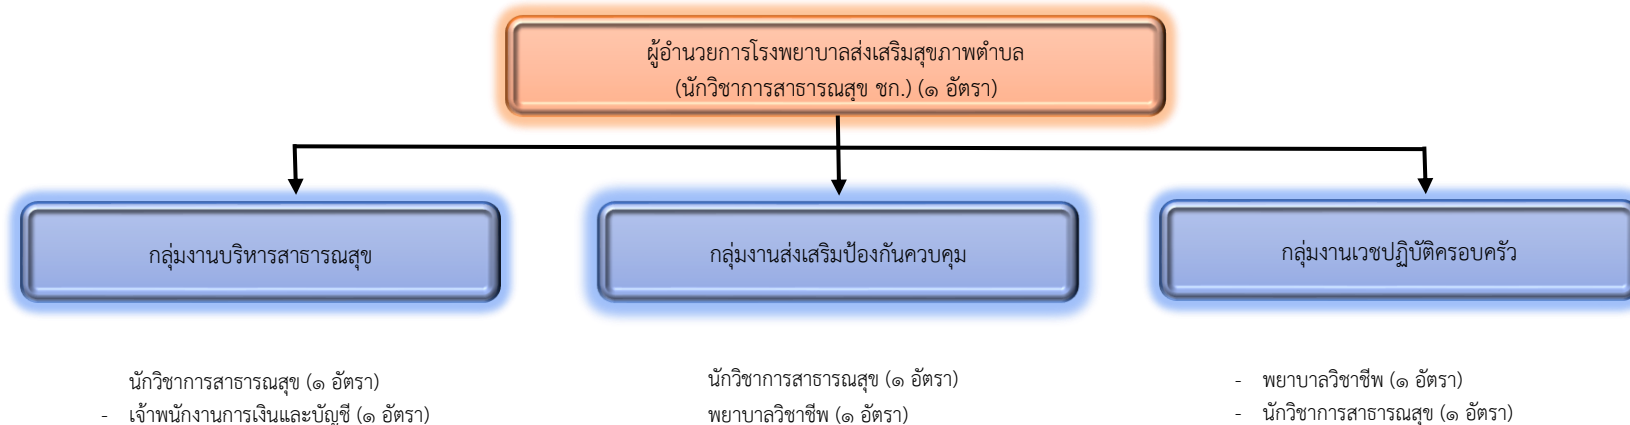 ผู้อำนวยการโรงพยาบาลส่งเสริมสุขภาพตำบล
(นักวิชาการสาธารณสุข ชก.) (๑ อัตรา)
กลุ่มงานบริหารสาธารณสุข
กลุ่มงานส่งเสริมป้องกันควบคุม
กลุ่มงานเวชปฏิบัติครอบครัว
นักวิชาการสาธารณสุข (๑ อัตรา)
- เจ้าพนักงานการเงินและบัญชี (๑ อัตรา)
นักวิชาการสาธารณสุข (๑ อัตรา)
พยาบาลวิชาชีพ (๑ อัตรา)
- พยาบาลวิชาชีพ (๑ อัตรา)
- นักวิชาการสาธารณสุข (๑ อัตรา)